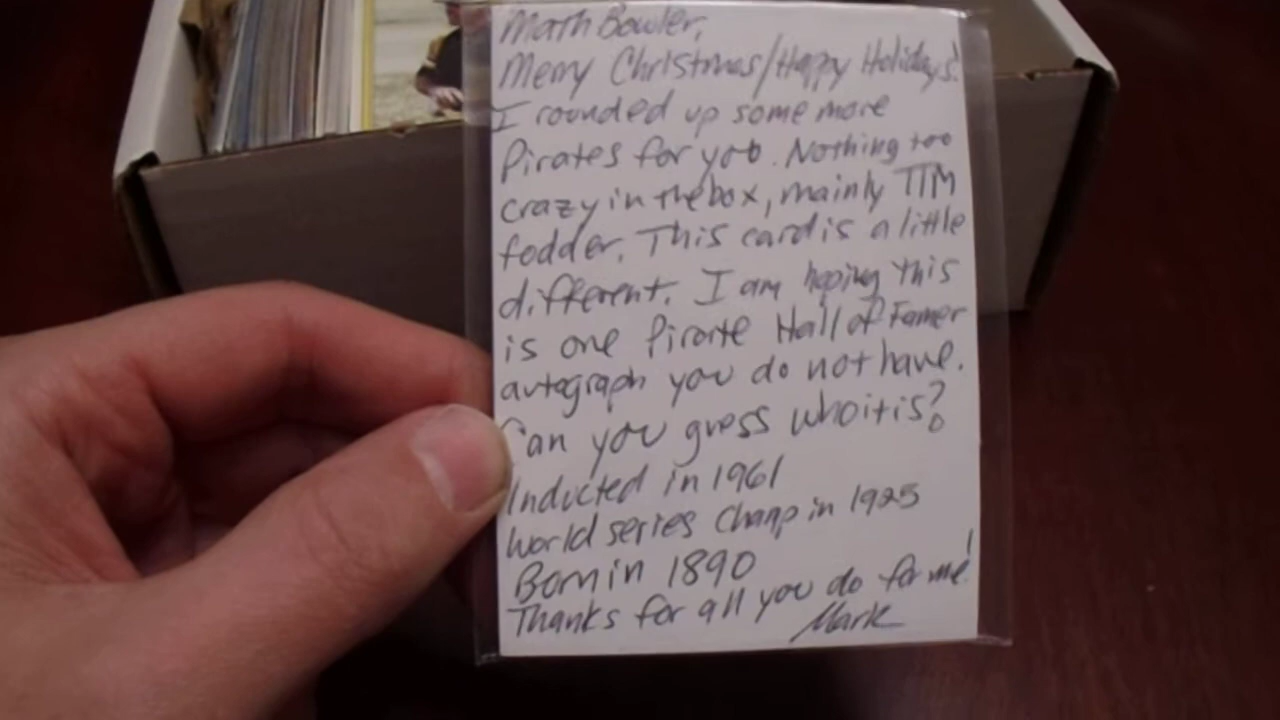 Math Bowler,
Merry Christmas/Happy Holidays!
I rounded up some more
Pirates for you. Nothing too
crazy in the box, mainly TTM
fodder. This card is a little
different. I am hoping this
is one Pirate Hall of Famer
autograph you do not have.
Can you guess who it is?
Inducted in 1961
World series Champ in 1925
Born in 1890
Thanks for all you do for me!
Mark